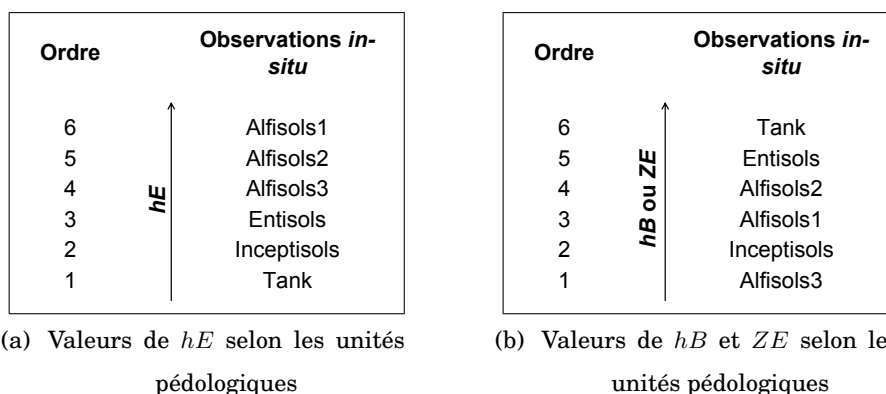 Ordre Observations in-
situ
hE
6 Alfisols1
5 Alfisols2
4 Alfisols3
3 Entisols
2 Inceptisols
1 Tank
(a) Valeurs de hE selon les unités
pédologiques
Ordre Observations in-
situ
hB ou ZE
6 Tank
5 Entisols
4 Alfisols2
3 Alfisols1
2 Inceptisols
1 Alfisols3
(b) Valeurs de hB et ZE selon le
unités pédologiques